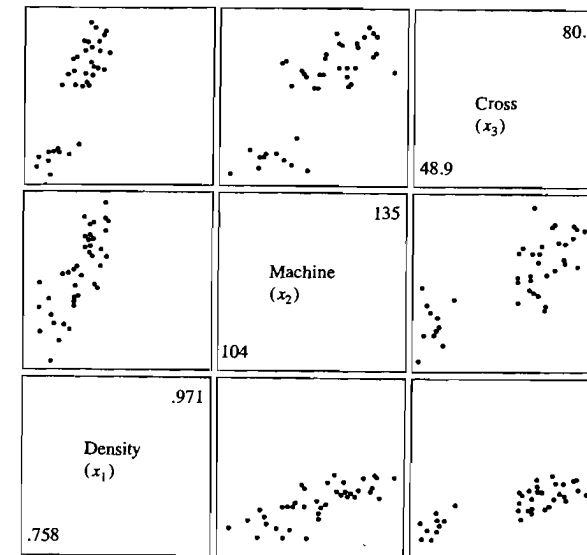 80.
Cross
(x₃)
48.9
135
Machine
(x₂)
104
.971
Density
(x₁)
.758